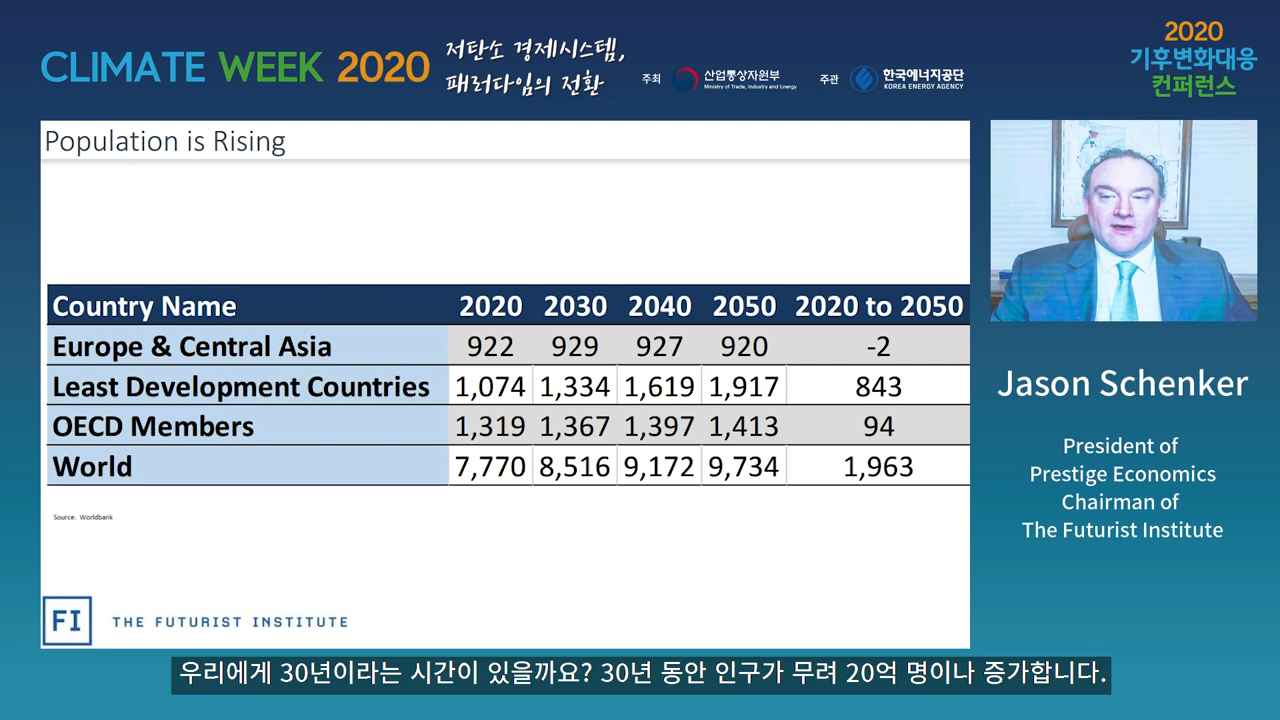 CLIMATE WEEK 2020
저탄소 경제시스템,
패러다임의 전환
주최
산업통상자원부
Ministry of Trade, Industry and Energy
주관
한국에너지공단
KOREA ENERGY AGENCY
2020
기후변화대응
컨퍼런스
Population is Rising
Country Name 2020 2030 2040 2050 2020 to 2050
Europe & Central Asia 922 929 927 920 -2
Least Development Countries 1,074 1,334 1,619 1,917 843
OECD Members 1,319 1,367 1,397 1,413 94
World 7,770 8,516 9,172 9,734 1,963
Source: Worldbank
FI THE FUTURIST INSTITUTE
Jason Schenker
President of
Prestige Economics
Chairman of
The Futurist Institute
우리에게 30년이라는 시간이 있을까요? 30년 동안 인구가 무려 20억 명이나 증가합니다.